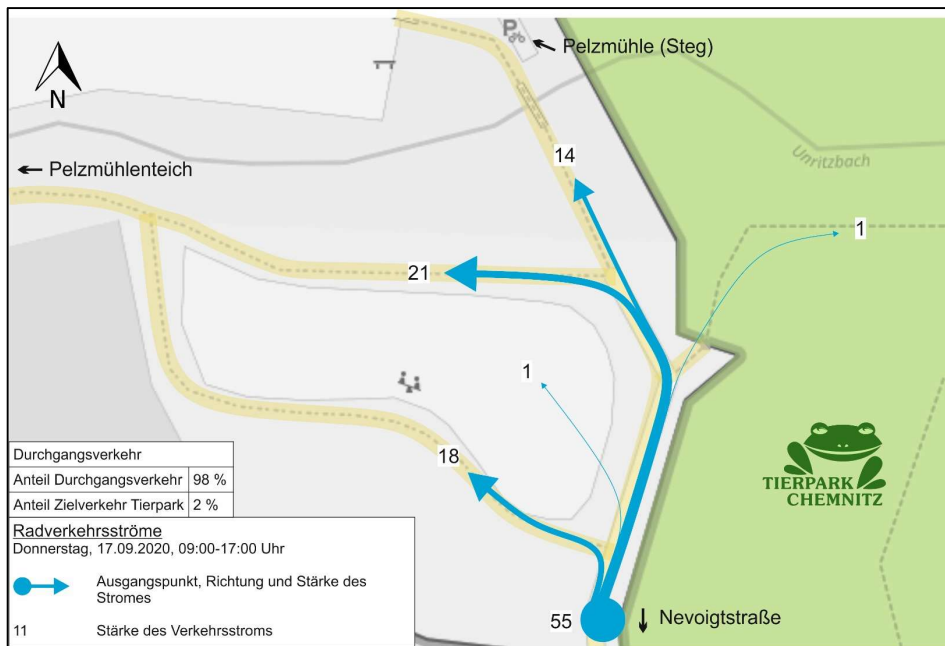 P
Pelzmühle (Steg)
N
14
Pelzmühlenteich
Unritzbach
1
21
1
18
TIERPARK
CHEMNITZ
Durchgangsverkehr
Anteil Durchgangsverkehr 98 %
Anteil Zielverkehr Tierpark 2 %
Radverkehrsströme
Donnerstag, 17.09.2020, 09:00-17:00 Uhr
Ausgangspunkt, Richtung und Stärke des
Stromes
11 Stärke des Verkehrsstroms
55
Nevoigtstraße